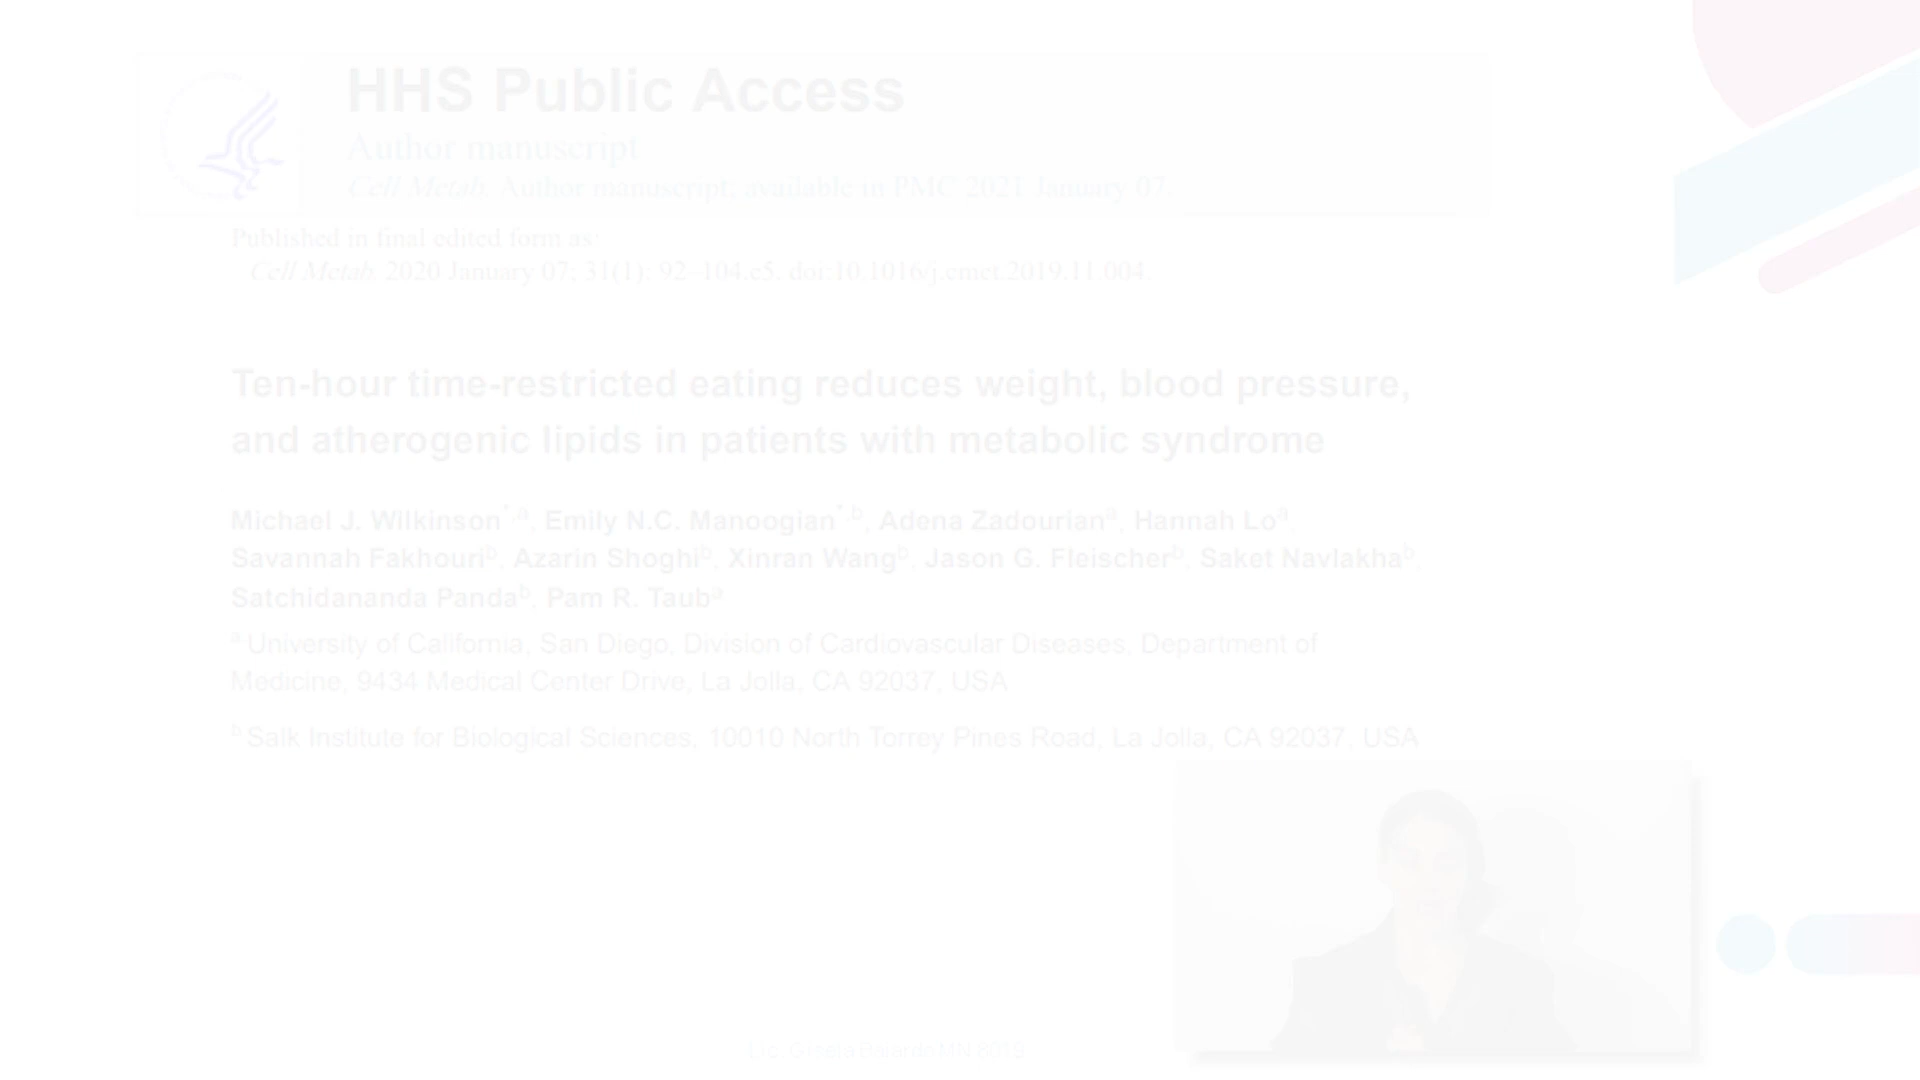 HHS Public Access
Author manuscript
Cell Metab. Author manuscript; available in PMC 2021 January 07.
Published in final edited form as:
Cell Metab. 2020 January 07; 31(1): 92–104.e5. doi:10.1016/j.cmet.2019.11.004.
Ten-hour time-restricted eating reduces weight, blood pressure,
and atherogenic lipids in patients with metabolic syndrome
Michael J. Wilkinson*,a, Emily N.C. Manoogian*,b, Adena Zadouriana, Hannah Loa,
Savannah Fakhourib, Azarin Shoghib, Xinran Wangb, Jason G. Fleischerb, Saket Navlakhab,
Satchidananda Pandab, Pam R. Tauba
a University of California, San Diego, Division of Cardiovascular Diseases, Department of
Medicine, 9434 Medical Center Drive, La Jolla, CA 92037, USA
b Salk Institute for Biological Sciences, 10010 North Torrey Pines Road, La Jolla, CA 92037, USA
Lic. Gisela MN